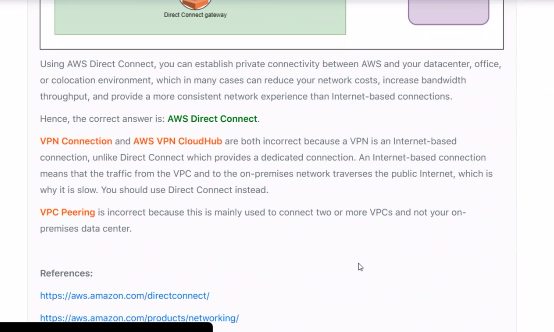 Direct Connect gateway
Using AWS Direct Connect, you can establish private connectivity between AWS and your datacenter, office,
or colocation environment, which in many cases can reduce your network costs, increase bandwidth
throughput, and provide a more consistent network experience than Internet-based connections.
Hence, the correct answer is: AWS Direct Connect.
VPN Connection and AWS VPN CloudHub are both incorrect because a VPN is an Internet-based
connection, unlike Direct Connect which provides a dedicated connection. An Internet-based connection
means that the traffic from the VPC and to the on-premises network traverses the public Internet, which is
why it is slow. You should use Direct Connect instead.
VPC Peering is incorrect because this is mainly used to connect two or more VPCs and not your on-
premises data center.
References:
https://aws.amazon.com/directconnect/
https://aws.amazon.com/products/networking/